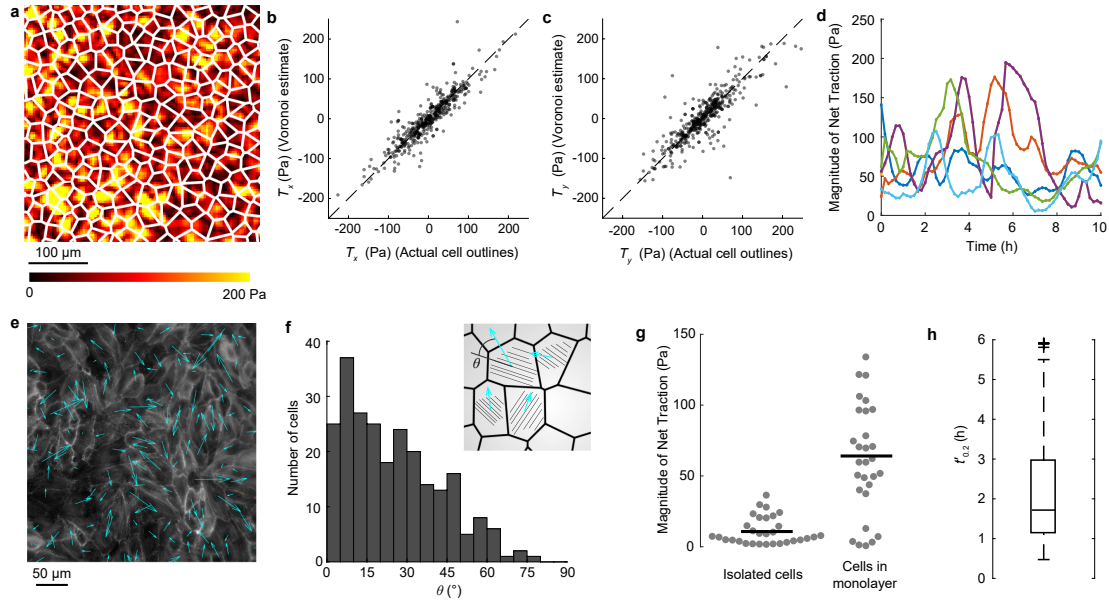 a
100 µm
0
200 Pa
b
Tx (Pa) (Voronoi estimate)
200
100
0
-100
-200
-200
-100
0
100
200
Tx (Pa) (Actual cell outlines)
c
Ty (Pa) (Voronoi estimate)
200
100
0
-100
-200
-200
-100
0
100
200
Ty (Pa) (Actual cell outlines)
d
Magnitude of Net Traction (Pa)
250
200
150
100
50
0
0 2 4 6 8 10
Time (h)
e
50 µm
f
Number of cells
40
30
20
10
0
0 15 30 45 60 75 90
θ (°)
θ
g
Magnitude of Net Traction (Pa)
150
100
50
0
Isolated cells
Cells in
monolayer
h
t′0.2 (h)
6
5
4
3
2
1
0